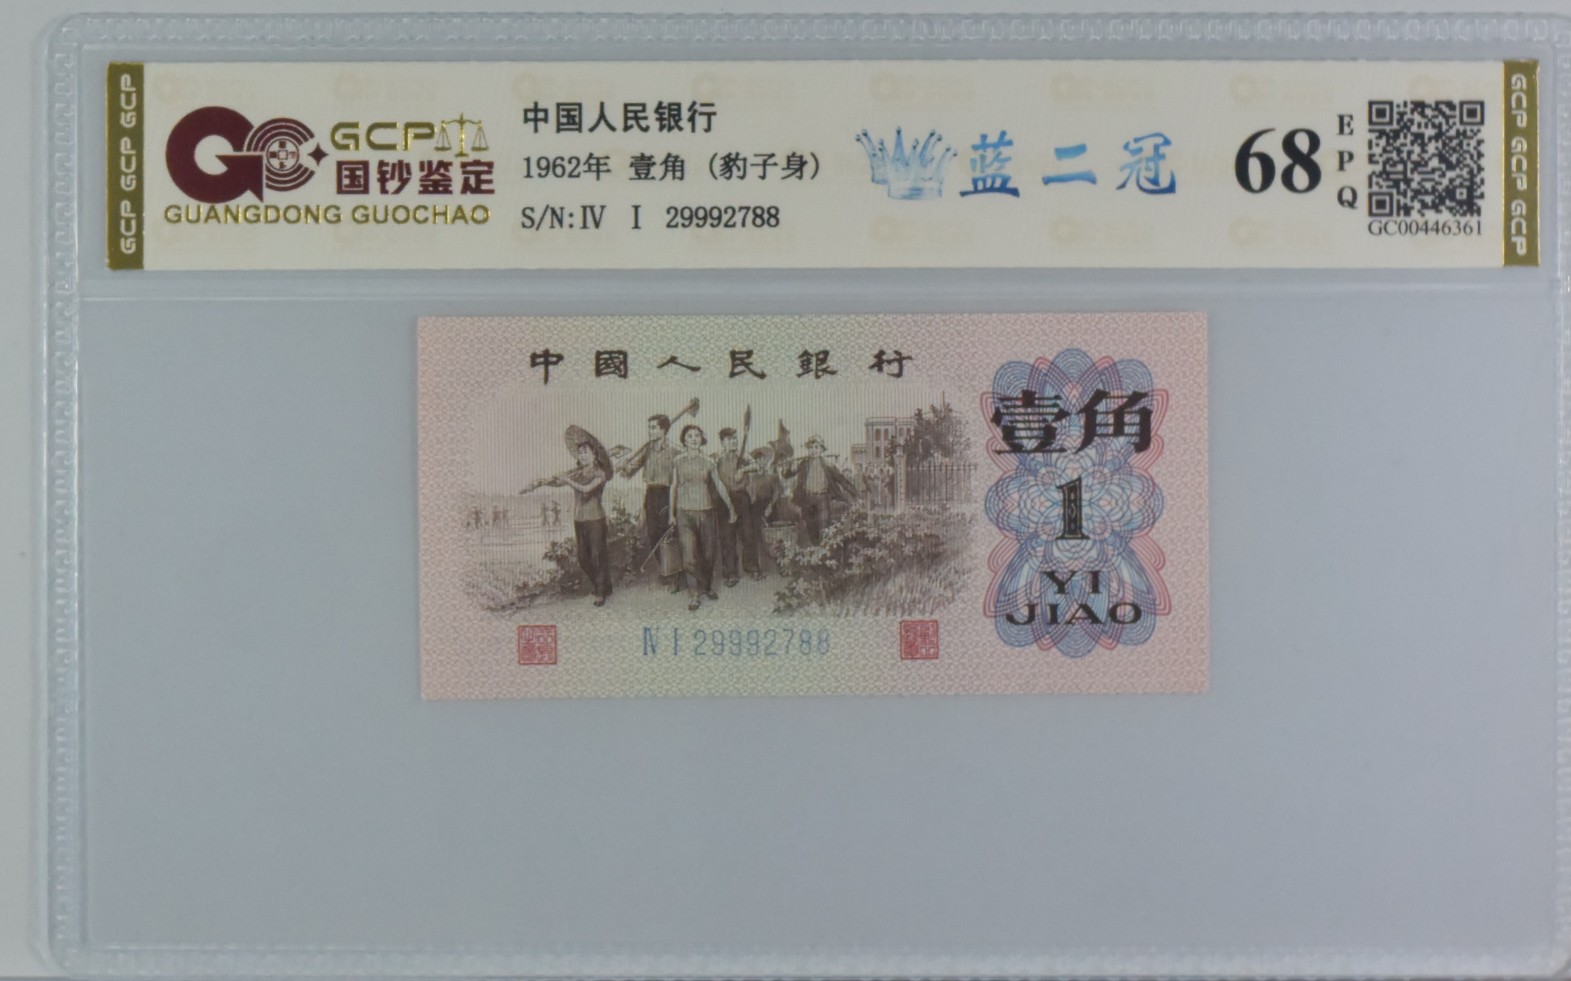 GCP GCP GCP
GCP
国钞鉴定
GUANGDONG GUOCHAO
中国人民银行
1962年 壹角 (豹子身)
S/N:Ⅳ Ⅰ 29992788
蓝二冠
68
EPQ
GC00446361
GCP GCP GCP
中國人民銀行
壹角
1
YI
JIAO
Ⅳ Ⅰ 29992788